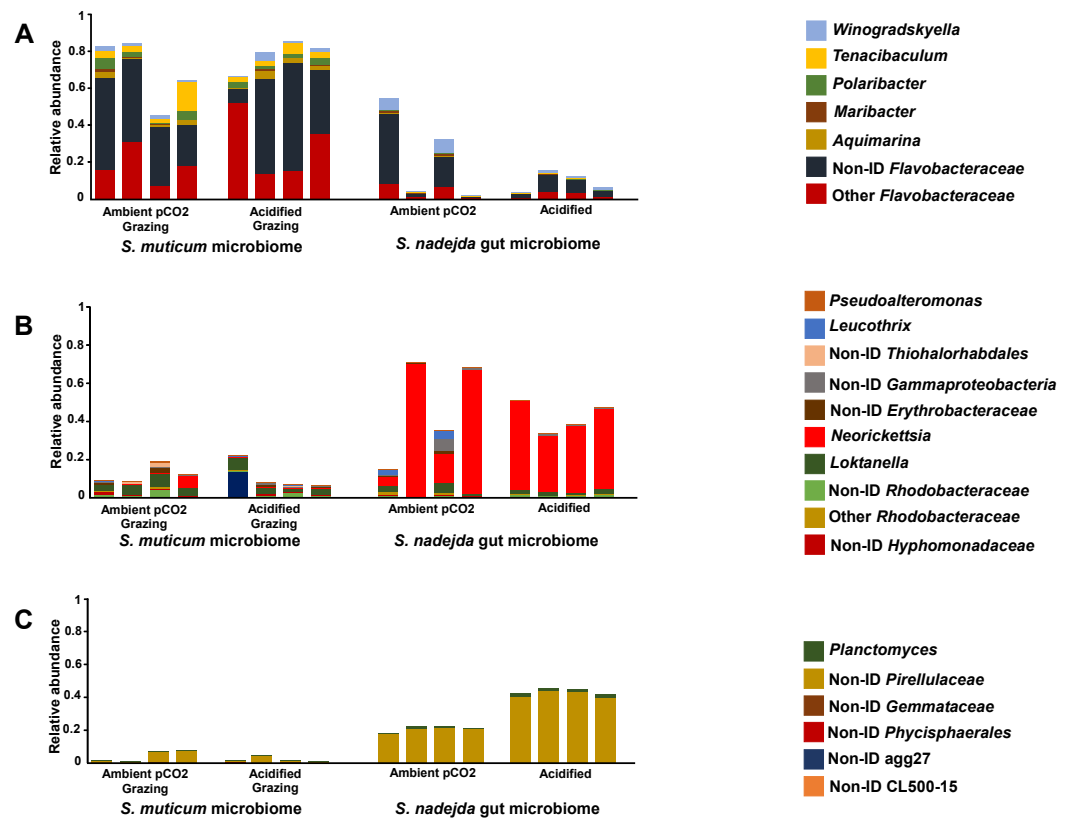 A
Relative abundance
1
0.8
0.6
0.4
0.2
0
Ambient pCO2
Grazing
Acidified
Grazing
Ambient pCO2
Acidified
S. muticum microbiome
S. nadejda gut microbiome
Winogradskyella
Tenacibaculum
Polaribacter
Maribacter
Aquimarina
Non-ID Flavobacteraceae
Other Flavobacteraceae
B
Relative abundance
1
0.8
0.6
0.4
0.2
0
Ambient pCO2
Grazing
Acidified
Grazing
Ambient pCO2
Acidified
S. muticum microbiome
S. nadejda gut microbiome
Pseudoalteromonas
Leucothrix
Non-ID Thiohalorhabdales
Non-ID Gammaproteobacteria
Non-ID Erythrobacteraceae
Neorickettsia
Loktanella
Non-ID Rhodobacteraceae
Other Rhodobacteraceae
Non-ID Hyphomonadaceae
C
Relative abundance
1
0.8
0.6
0.4
0.2
0
Ambient pCO2
Grazing
Acidified
Grazing
Ambient pCO2
Acidified
S. muticum microbiome
S. nadejda gut microbiome
Planctomyces
Non-ID Pirellulaceae
Non-ID Gemmataceae
Non-ID Phycisphaerales
Non-ID agg27
Non-ID CL500-15